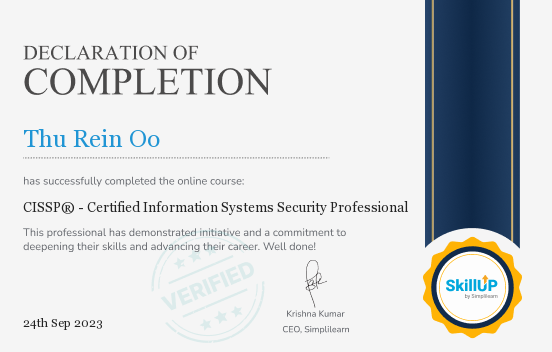 DECLARATION OF
COMPLETION
Thu Rein Oo
has successfully completed the online course:
CISSP® - Certified Information Systems Security Professional
This professional has demonstrated initiative and a commitment to
deepening their skills and advancing their career. Well done!
VERIFIED
SkillUP
by Simplilearn
Krishna Kumar
24th Sep 2023
CEO, Simplilearn